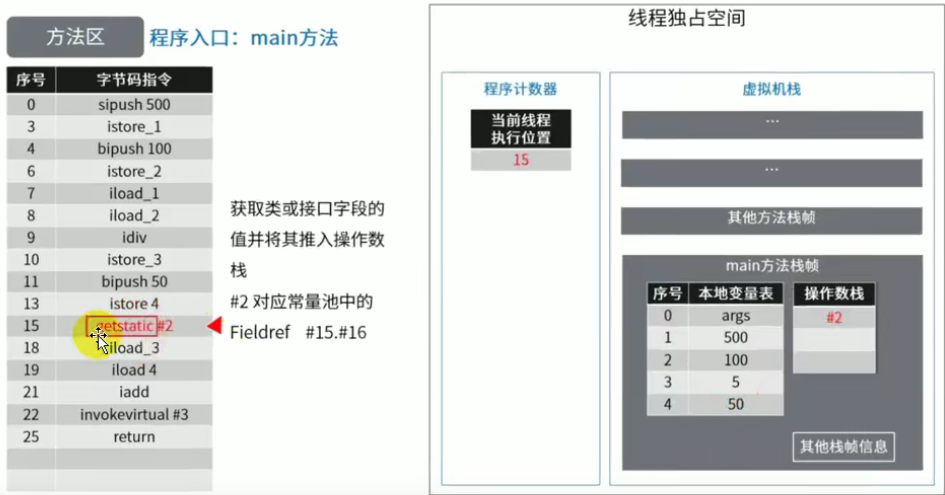 方法区 程序入口：main方法
序号 字节码指令
0 sipush 500
3 istore_1
4 bipush 100
6 istore_2
7 iload_1
8 iload_2
9 idiv
10 istore_3
11 bipush 50
13 istore 4
15 getstatic #2
18 iload_3
19 iload 4
21 iadd
22 invokevirtual #3
25 return
获取类或接口字段的
值并将其推入操作数
栈
#2 对应常量池中的
Fieldref #15.#16
线程独占空间
程序计数器
当前线程
执行位置
15
虚拟机栈
...
...
其他方法栈帧
main方法栈帧
序号 本地变量表
0 args
1 500
2 100
3 5
4 50
操作数栈
#2
其他栈帧信息